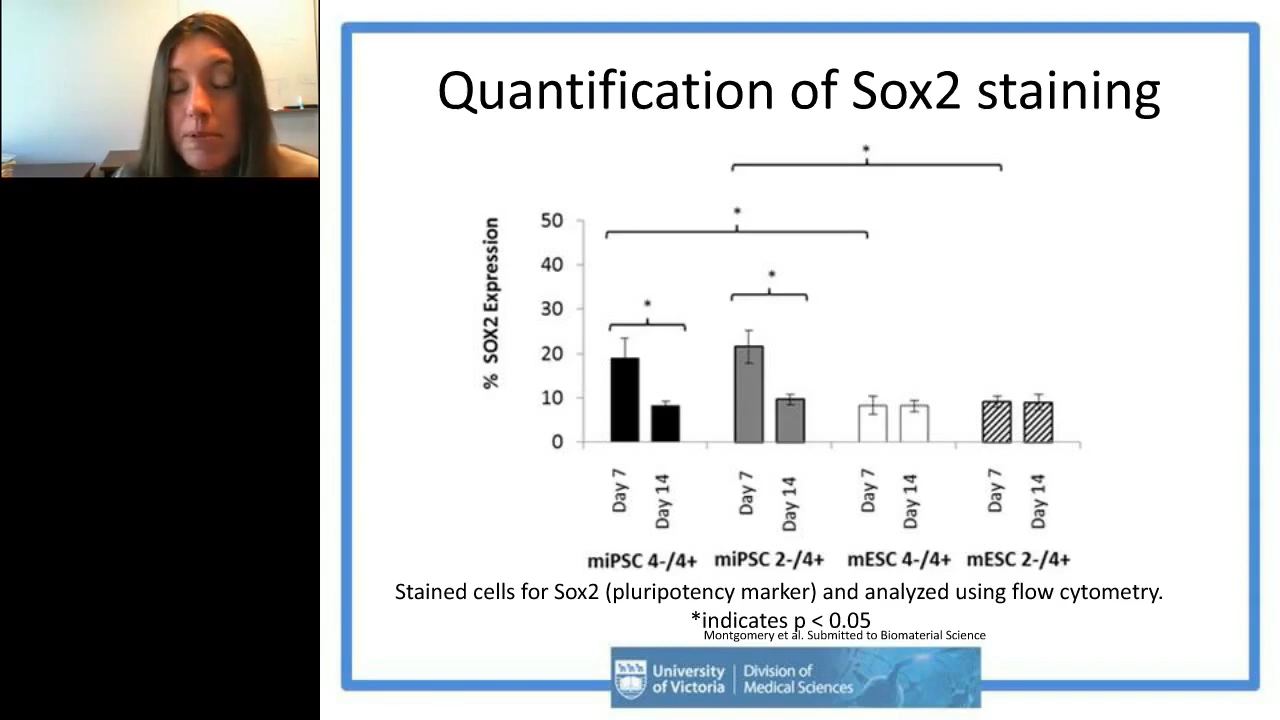 Quantification of Sox2 staining
*
*
*
*
% SOX2 Expression
50
40
30
20
10
0
Day 7
Day 14
Day 7
Day 14
Day 7
Day 14
Day 7
Day 14
miPSC 4-/4+ miPSC 2-/4+ mESC 4-/4+ mESC 2-/4+
Stained cells for Sox2 (pluripotency marker) and analyzed using flow cytometry.
*indicates p < 0.05
Montgomery et al. Submitted to Biomaterial Science
University of Victoria
Division of Medical Sciences